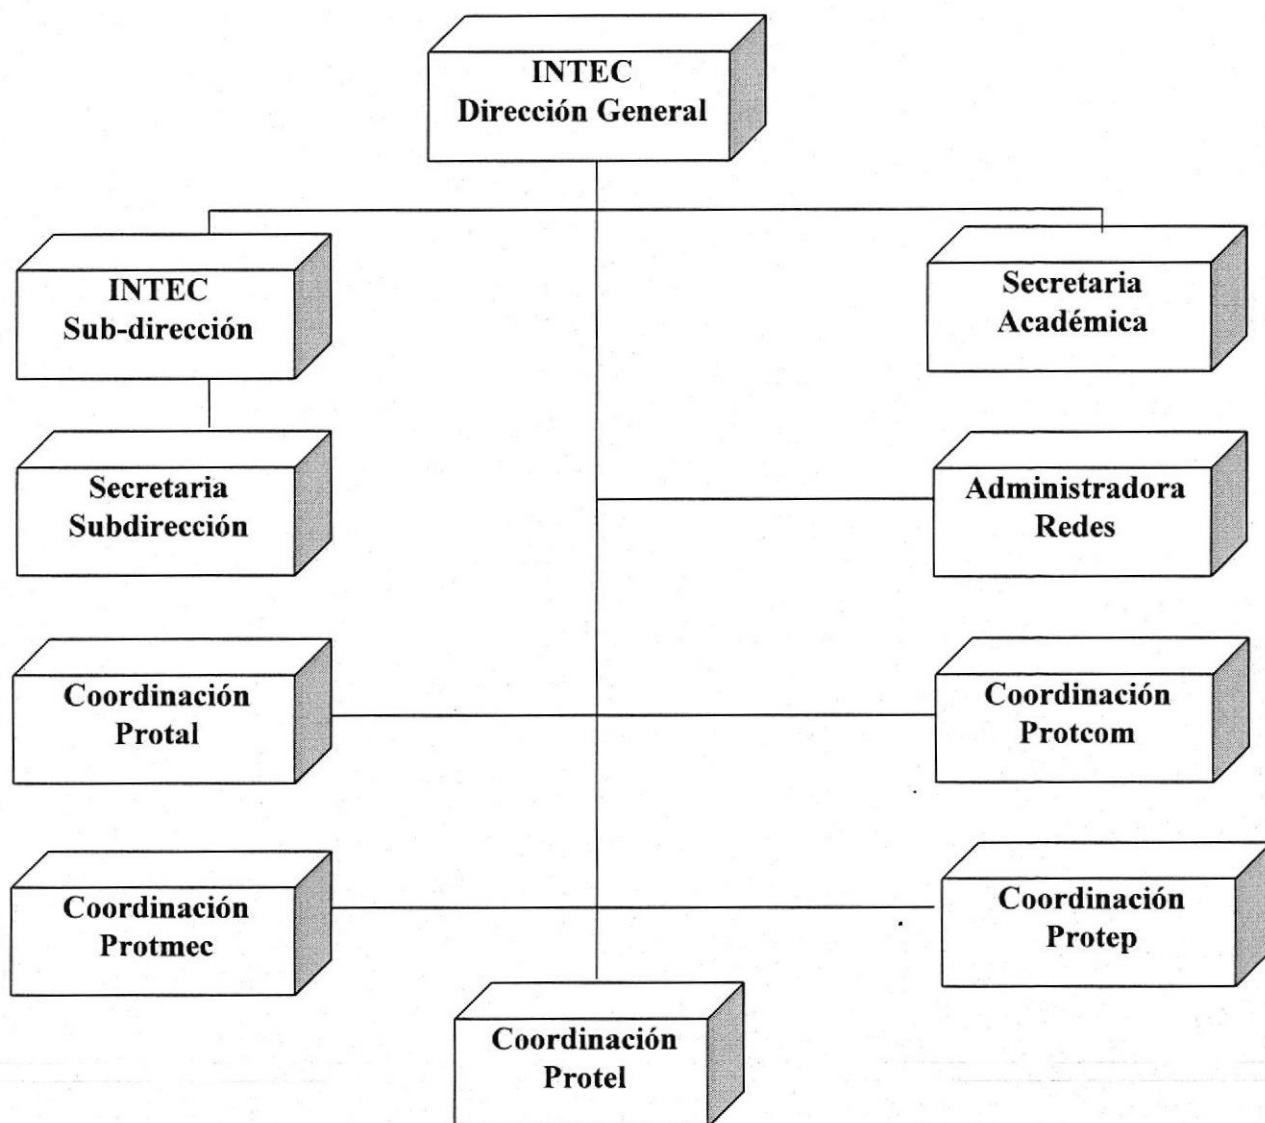 INTEC
Dirección General
INTEC
Sub-dirección
Secretaria
Académica
Secretaria
Subdirección
Administradora
Redes
Coordinación
Protal
Coordinación
Protcom
Coordinación
Protmec
Coordinación
Protep
Coordinación
Protel